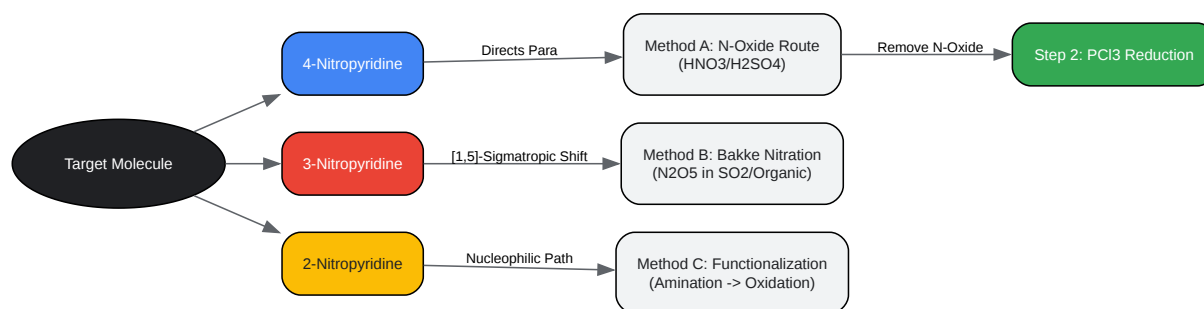 4-Nitropyridine
Directs Para
Method A: N-Oxide Route
(HNO3/H2SO4)
Remove N-Oxide
Step 2: PCl3 Reduction
Target Molecule
3-Nitropyridine
[1,5]-Sigmatropic Shift
Method B: Bakke Nitration
(N2O5 in SO2/Organic)
2-Nitropyridine
Nucleophilic Path
Method C: Functionalization
(Amination -> Oxidation)